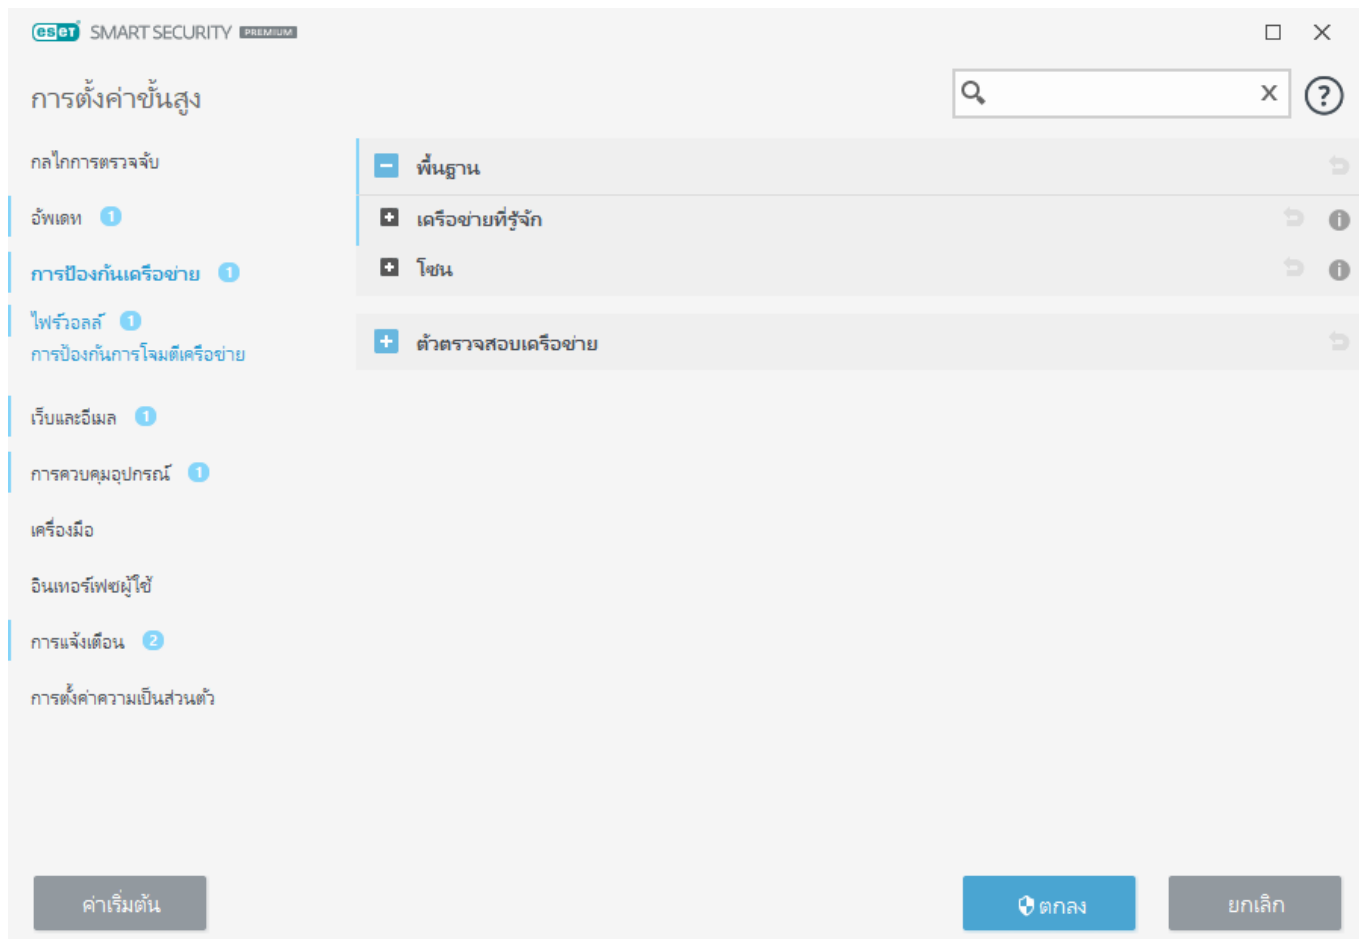 eset SMART SECURITY PREMIUM
การตั้งค่าขั้นสูง
X
?
กลไกการตรวจจับ
อัพเดท 1
การป้องกันเครือข่าย 1
ไฟร์วอลล์ 1
การป้องกันการโจมตีเครือข่าย
เว็บและอีเมล 1
การควบคุมอุปกรณ์ 1
เครื่องมือ
อินเทอร์เฟซผู้ใช้
การแจ้งเตือน 2
การตั้งค่าความเป็นส่วนตัว
พื้นฐาน
เครือข่ายที่รู้จัก
โซน
ตัวตรวจสอบเครือข่าย
ค่าเริ่มต้น
ตกลง
ยกเลิก